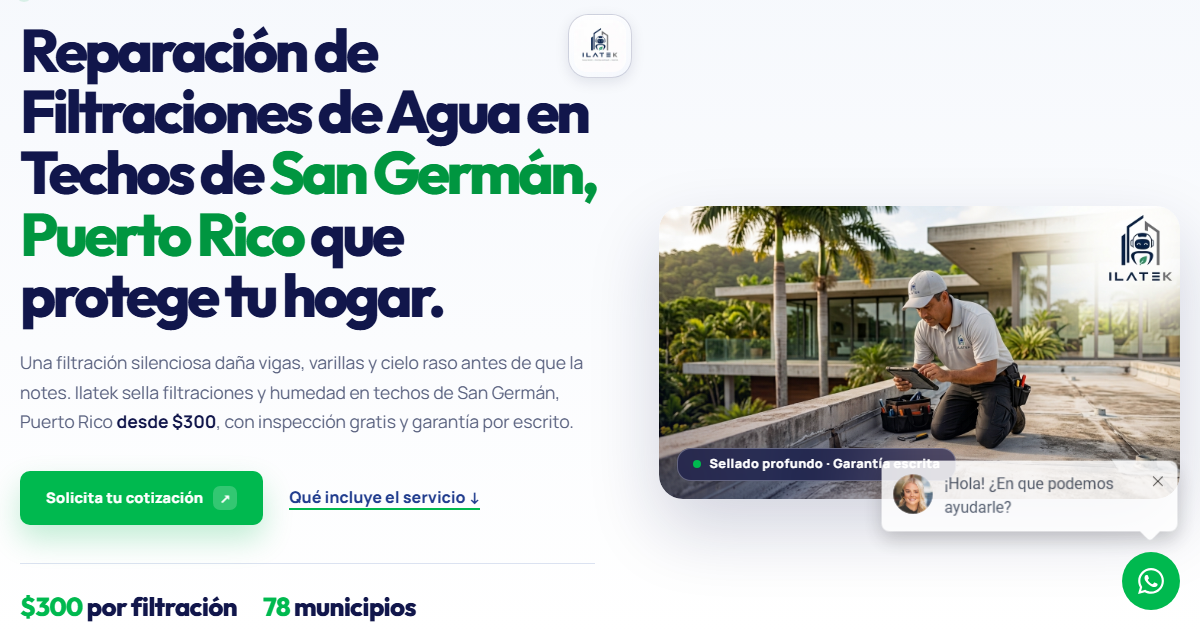 Reparación de
Filtraciones de Agua en
Techos de San Germán,
Puerto Rico que
protege tu hogar.
Una filtración silenciosa daña vigas, varillas y cielo raso antes de que la
notes. Ilatek sella filtraciones y humedad en techos de San Germán,
Puerto Rico desde $300, con inspección gratis y garantía por escrito.
Solicita tu cotización ↗
Qué incluye el servicio ↓
$300 por filtración
78 municipios
ILATEK
ILATEK
Sellado profundo · Garantía escrita
¡Hola! ¿En que podemos
ayudarle?